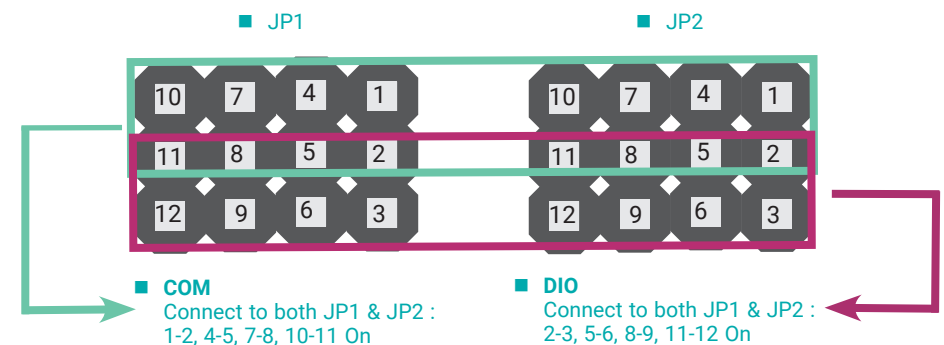 ■ JP1 ■ JP2
10 7 4 1 10 7 4 1
11 8 5 2 11 8 5 2
12 9 6 3 12 9 6 3
■ COM
Connect to both JP1 & JP2 :
1-2, 4-5, 7-8, 10-11 On
■ DIO
Connect to both JP1 & JP2 :
2-3, 5-6, 8-9, 11-12 On